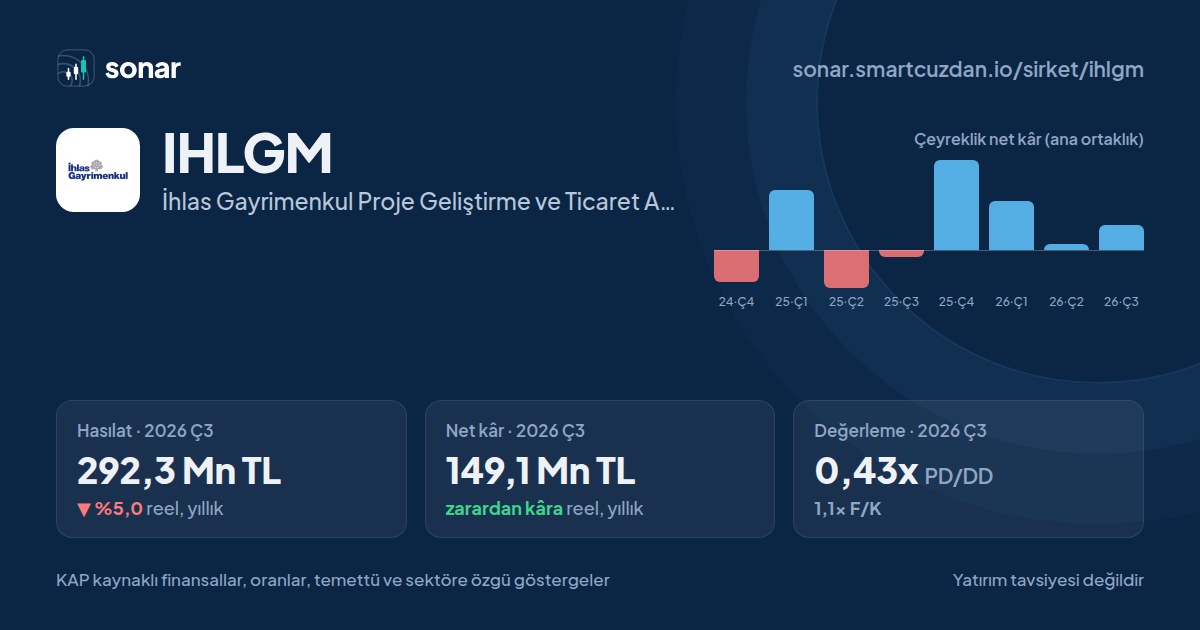 sonar
sonar.smartcuzdan.io/sirket/ihlgm
ihlas
Gayrimenkul
IHLGM
İhlas Gayrimenkul Proje Geliştirme ve Ticaret A...
Çeyreklik net kâr (ana ortaklık)
24·Ç4 25·Ç1 25·Ç2 25·Ç3 25·Ç4 26·Ç1 26·Ç2 26·Ç3
Hasılat · 2026 Ç3
292,3 Mn TL
▼ %5,0 reel, yıllık
Net kâr · 2026 Ç3
149,1 Mn TL
zarardan kâra reel, yıllık
Değerleme · 2026 Ç3
0,43x PD/DD
1,1x F/K
KAP kaynaklı finansallar, oranlar, temettü ve sektöre özgü göstergeler
Yatırım tavsiyesi değildir